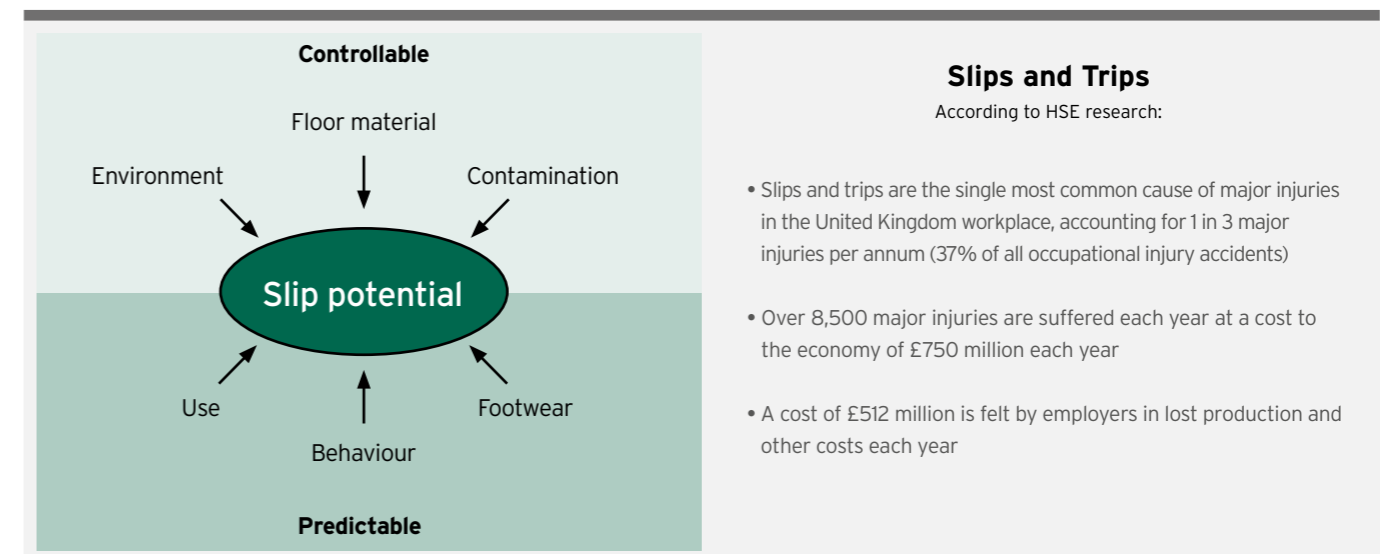 Controllable
Floor material
Environment
Contamination
Slip potential
Use
Footwear
Behaviour
Predictable
Slips and Trips
According to HSE research:
• Slips and trips are the single most common cause of major injuries
in the United Kingdom workplace, accounting for 1 in 3 major
injuries per annum (37% of all occupational injury accidents)
• Over 8,500 major injuries are suffered each year at a cost to
the economy of £750 million each year
• A cost of £512 million is felt by employers in lost production and
other costs each year